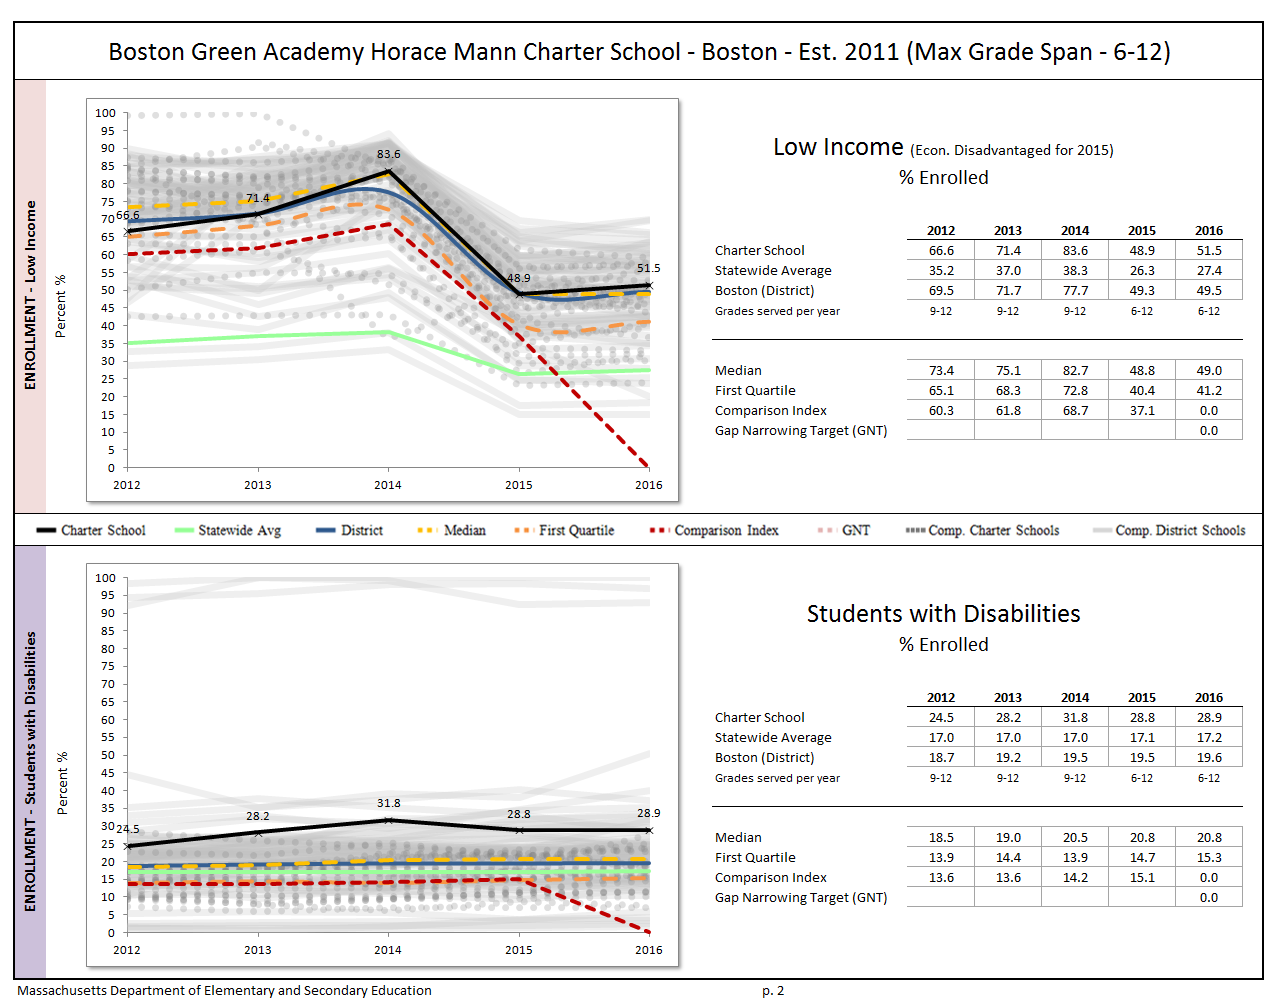 Boston Green Academy Horace Mann Charter School - Boston - Est. 2011 (Max Grade Span - 6-12)
ENROLLMENT - Low Income
Percent %
100
95
90
85
80
75
70
65
60
55
50
45
40
35
30
25
20
15
10
5
0
66.6
71.4
83.6
48.9
51.5
2012 2013 2014 2015 2016
Low Income (Econ. Disadvantaged for 2015)
% Enrolled
2012 2013 2014 2015 2016
Charter School 66.6 71.4 83.6 48.9 51.5
Statewide Average 35.2 37.0 38.3 26.3 27.4
Boston (District) 69.5 71.7 77.7 49.3 49.5
Grades served per year 9-12 9-12 9-12 6-12 6-12
Median 73.4 75.1 82.7 48.8 49.0
First Quartile 65.1 68.3 72.8 40.4 41.2
Comparison Index 60.3 61.8 68.7 37.1 0.0
Gap Narrowing Target (GNT) 0.0
Charter School Statewide Avg District Median First Quartile Comparison Index GNT Comp. Charter Schools Comp. District Schools
ENROLLMENT - Students with Disabilities
Percent %
100
95
90
85
80
75
70
65
60
55
50
45
40
35
30
25
20
15
10
5
0
24.5
28.2
31.8
28.8
28.9
2012 2013 2014 2015 2016
Students with Disabilities
% Enrolled
2012 2013 2014 2015 2016
Charter School 24.5 28.2 31.8 28.8 28.9
Statewide Average 17.0 17.0 17.0 17.1 17.2
Boston (District) 18.7 19.2 19.5 19.5 19.6
Grades served per year 9-12 9-12 9-12 6-12 6-12
Median 18.5 19.0 20.5 20.8 20.8
First Quartile 13.9 14.4 13.9 14.7 15.3
Comparison Index 13.6 13.6 14.2 15.1 0.0
Gap Narrowing Target (GNT) 0.0
Massachusetts Department of Elementary and Secondary Education p. 2